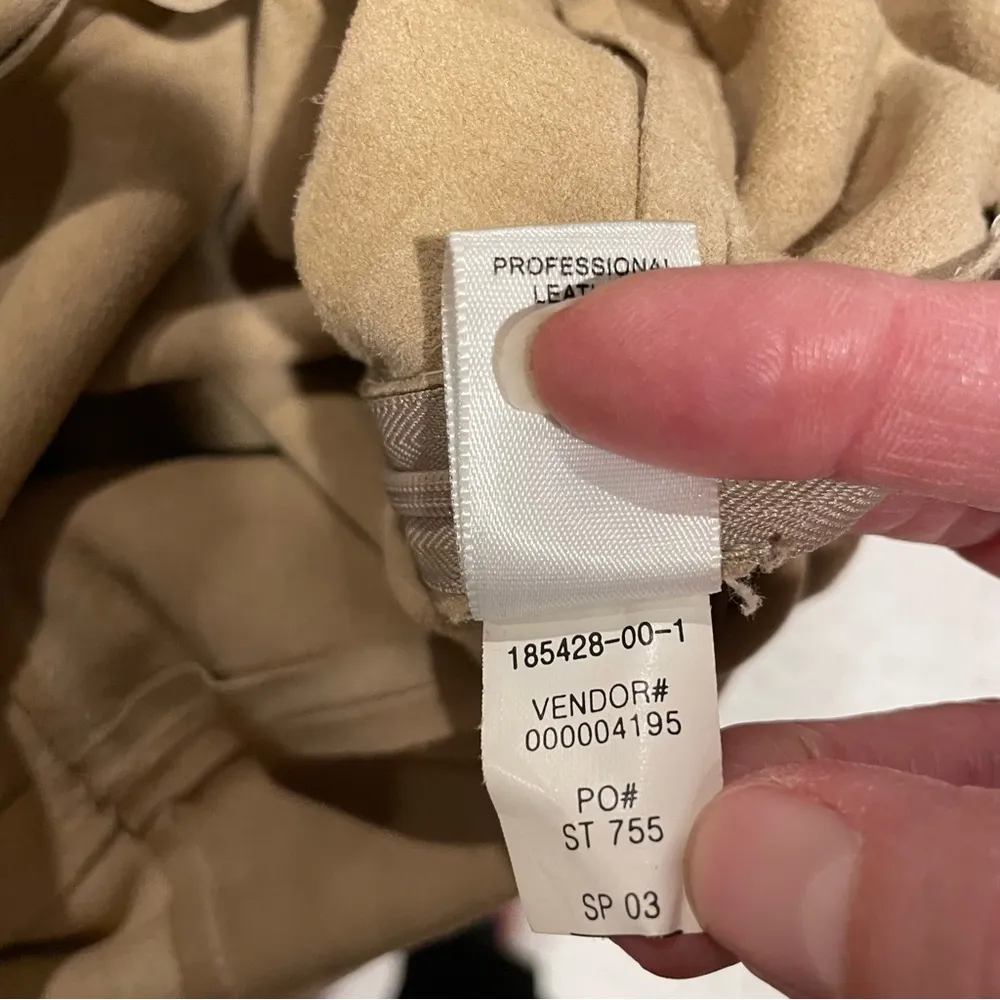 PROFESSIONAL
185428-00-1
VENDOR#
000004195
PO#
ST 755
SP 03